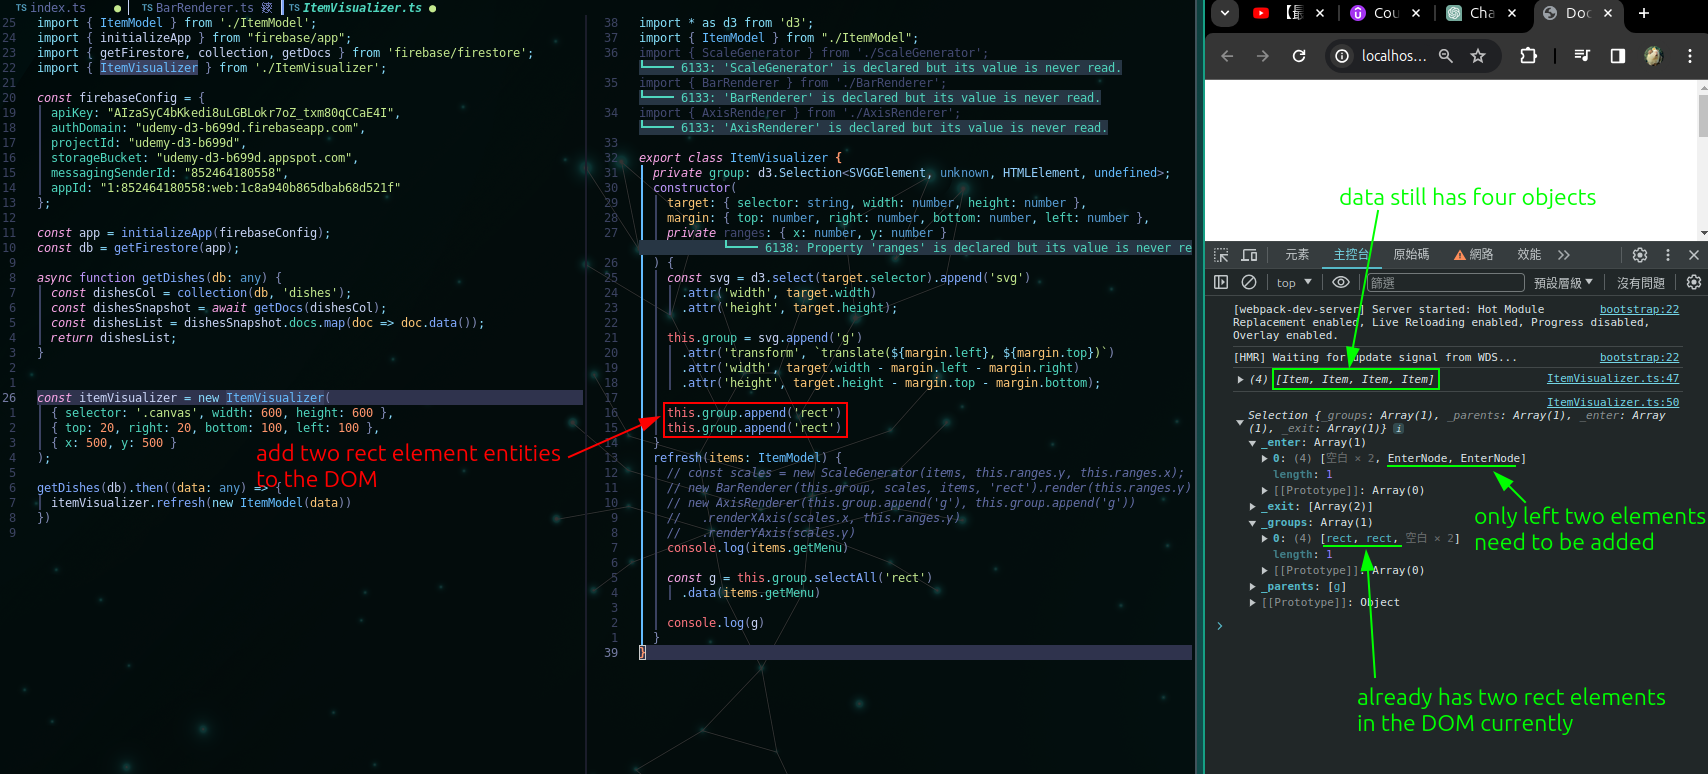 TS index.ts
TS BarRenderer.ts
TS ItemVisualizer.ts
25 import { ItemModel } from './ItemModel';
24 import { initializeApp } from "firebase/app";
23 import { getFirestore, collection, getDocs } from 'firebase/firestore';
22 import { ItemVisualizer } from './ItemVisualizer';
21
20 const firebaseConfig = {
19 apiKey: "AIzaSyC4bKkedi8uLGBLokr7oZ_txm80qCCaE4I",
18 authDomain: "udemy-d3-b699d.firebaseapp.com",
17 projectId: "udemy-d3-b699d",
16 storageBucket: "udemy-d3-b699d.appspot.com",
15 messagingSenderId: "852464180558",
14 appId: "1:852464180558:web:1c8a940b865dbab68d521f"
13 };
12
11 const app = initializeApp(firebaseConfig);
10 const db = getFirestore(app);
9
8 async function getDishes(db: any) {
7 const dishesCol = collection(db, 'dishes');
6 const dishesSnapshot = await getDocs(dishesCol);
5 const dishesList = dishesSnapshot.docs.map(doc => doc.data());
4 return dishesList;
3 }
2
1
26 const itemVisualizer = new ItemVisualizer(
1 { selector: '.canvas', width: 600, height: 600 },
2 { top: 20, right: 20, bottom: 100, left: 100 },
3 { x: 500, y: 500 }
4 );
5
6 getDishes(db).then((data: any) => {
7 itemVisualizer.refresh(new ItemModel(data))
8 })
9
add two rect element entities
to the DOM
38 import * as d3 from 'd3';
37 import { ItemModel } from "./ItemModel";
36 import { ScaleGenerator } from './ScaleGenerator';
6133: 'ScaleGenerator' is declared but its value is never read.
35 import { BarRenderer } from './BarRenderer';
6133: 'BarRenderer' is declared but its value is never read.
34 import { AxisRenderer } from './AxisRenderer';
6133: 'AxisRenderer' is declared but its value is never read.
33
32 export class ItemVisualizer {
31 private group: d3.Selection<SVGGElement, unknown, HTMLElement, undefined>;
30 constructor(
29 target: { selector: string, width: number, height: number },
28 margin: { top: number, right: number, bottom: number, left: number },
27 private ranges: { x: number, y: number }
6138: Property 'ranges' is declared but its value is never re
26 ) {
25 const svg = d3.select(target.selector).append('svg')
24 .attr('width', target.width)
23 .attr('height', target.height);
22
21 this.group = svg.append('g')
20 .attr('transform', `translate(${margin.left}, ${margin.top})`)
19 .attr('width', target.width - margin.left - margin.right)
18 .attr('height', target.height - margin.top - margin.bottom);
17
16 this.group.append('rect')
15 this.group.append('rect')
14 }
13 refresh(items: ItemModel) {
12 // const scales = new ScaleGenerator(items, this.ranges.y, this.ranges.x);
11 // new BarRenderer(this.group, scales, items, 'rect').render(this.ranges.y)
10 // new AxisRenderer(this.group.append('g'), this.group.append('g'))
9 // .renderXAxis(scales.x, this.ranges.y)
8 // .renderYAxis(scales.y)
7 console.log(items.getMenu)
6
5 const g = this.group.selectAll('rect')
4 .data(items.getMenu)
3
2 console.log(g)
1 }
39 }
Cou
Cha
Doc
localhos...
data still has four objects
元素 主控台 原始碼 網路 效能
top 篩選 預設層級 沒有問題
[webpack-dev-server] Server started: Hot Module bootstrap:22
Replacement enabled, Live Reloading enabled, Progress disabled,
Overlay enabled.
[HMR] Waiting for update signal from WDS... bootstrap:22
(4) [Item, Item, Item, Item] ItemVisualizer.ts:47
ItemVisualizer.ts:50
Selection {_groups: Array(1), _parents: Array(1), _enter: Array
(1), _exit: Array(1)} i
_enter: Array(1)
0: (4) [空白 × 2, EnterNode, EnterNode]
length: 1
[[Prototype]]: Array(0)
_exit: [Array(2)]
_groups: Array(1)
0: (4) [rect, rect, 空白 × 2]
length: 1
[[Prototype]]: Array(0)
_parents: [g]
[[Prototype]]: Object
only left two elements
need to be added
already has two rect elements
in the DOM currently